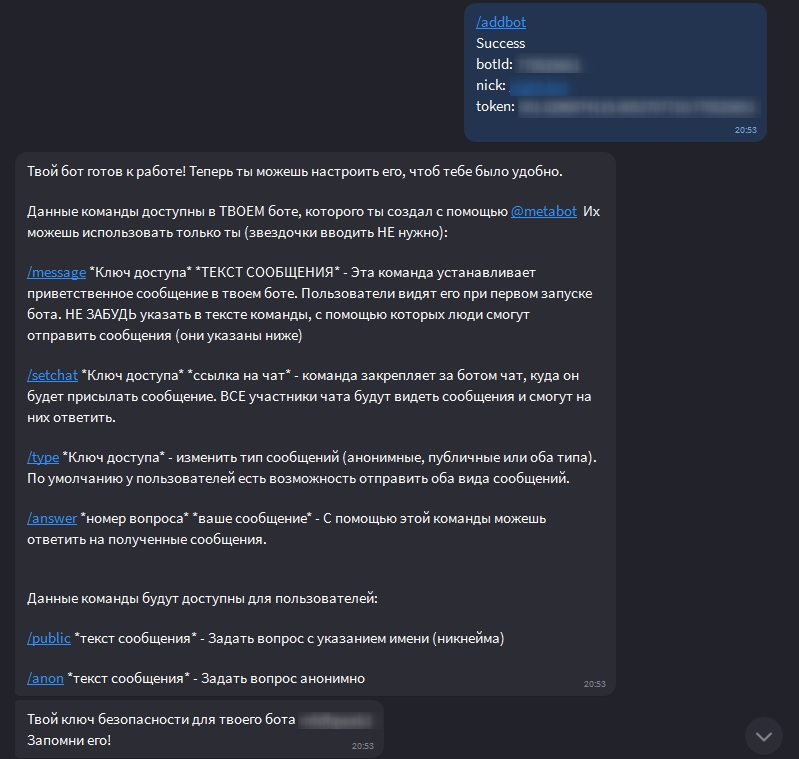 /addbot
Success
botId:
nick:
token:
20:53
Твой бот готов к работе! Теперь ты можешь настроить его, чтоб тебе было удобно.
Данные команды доступны в ТВОЕМ боте, которого ты создал с помощью @metabot Их
можешь использовать только ты (звездочки вводить НЕ нужно):
/message *Ключ доступа* *ТЕКСТ СООБЩЕНИЯ* - Эта команда устанавливает
приветственное сообщение в твоем боте. Пользователи видят его при первом запуске
бота. НЕ ЗАБУДЬ указать в тексте команды, с помощью которых люди смогут
отправить сообщения (они указаны ниже)
/setchat *Ключ доступа* *ссылка на чат* - команда закрепляет за ботом чат, куда он
будет присылать сообщение. ВСЕ участники чата будут видеть сообщения и смогут на
них ответить.
/type *Ключ доступа* - изменить тип сообщений (анонимные, публичные или оба типа).
По умолчанию у пользователей есть возможность отправить оба вида сообщений.
/answer *номер вопроса* *ваше сообщение* - С помощью этой команды можешь
ответить на полученные сообщения.
Данные команды будут доступны для пользователей:
/public *текст сообщения* - Задать вопрос с указанием имени (никнейма)
/anon *текст сообщения* - Задать вопрос анонимно
20:53
Твой ключ безопасности для твоего бота
Запомни его!
20:53